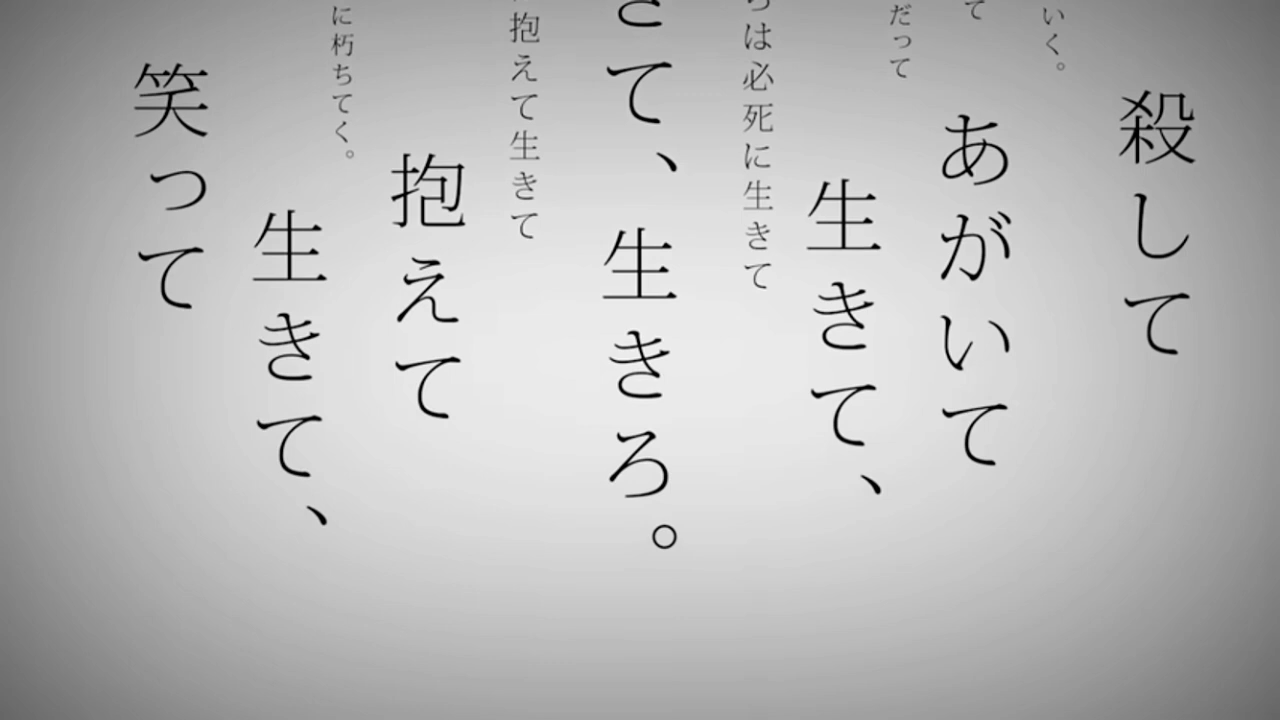 殺して
いく。
て
あがいて
だって
生きて、
は必死に生きて
きて、生きろ。
抱えて生きて
抱えて
に朽ちてく。
生きて、
笑って